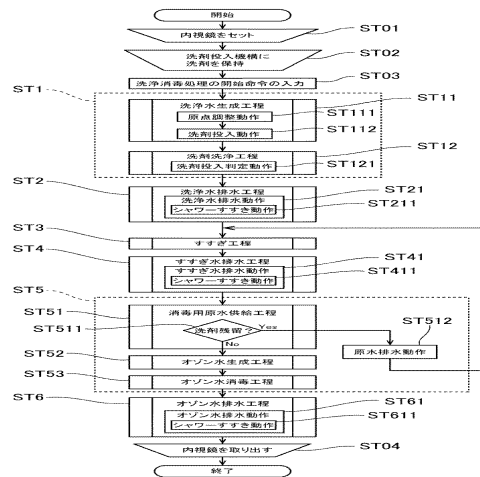 開始
内視鏡をセット
ST01
洗剤投入機構に
洗剤を保持
ST02
洗浄消毒処理の開始命令の入力
ST03
ST1
洗浄水生成工程
ST11
原点調整動作
ST111
洗剤投入動作
ST112
洗剤洗浄工程
ST12
洗剤投入判定動作
ST121
ST2
洗浄水排水工程
洗浄水排水動作
ST21
シャワーすすぎ動作
ST211
ST3
すすぎ工程
ST4
すすぎ水排水工程
すすぎ水排水動作
ST41
シャワーすすぎ動作
ST411
ST5
ST51
消毒用原水供給工程
ST511
洗剤残留?
Yes
No
ST512
原水排水動作
ST52
オゾン水生成工程
ST53
オゾン水消毒工程
ST6
オゾン水排水工程
オゾン水排水動作
ST61
シャワーすすぎ動作
ST611
内視鏡を取り出す
ST04
終了